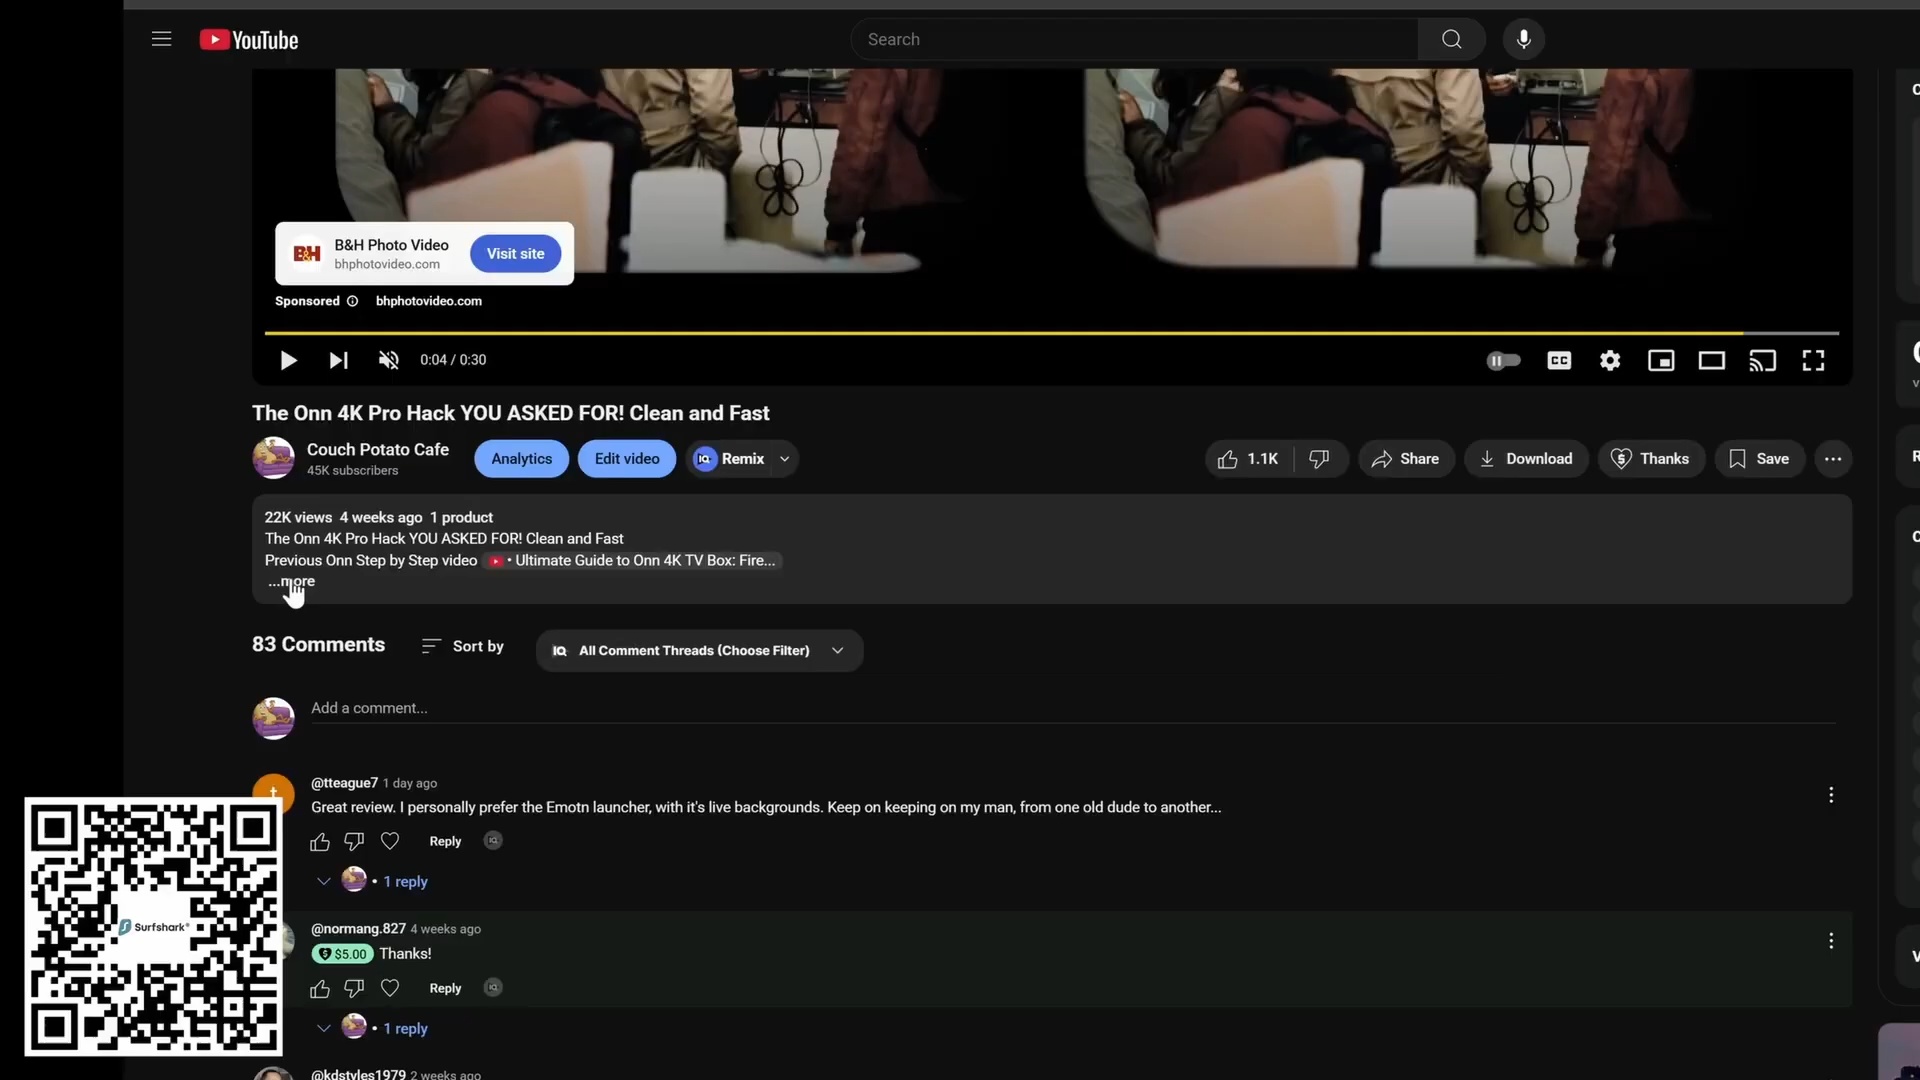 YouTube
Search
B&H
B&H Photo Video
bhphotovideo.com
Visit site
Sponsored
bhphotovideo.com
0:04 / 0:30
CC
The Onn 4K Pro Hack YOU ASKED FOR! Clean and Fast
Couch Potato Cafe
45K subscribers
Analytics
Edit video
IQ
Remix
1.1K
Share
Download
Thanks
Save
22K views 4 weeks ago 1 product
The Onn 4K Pro Hack YOU ASKED FOR! Clean and Fast
Previous Onn Step by Step video • Ultimate Guide to Onn 4K TV Box: Fire...
...more
83 Comments
Sort by
IQ All Comment Threads (Choose Filter)
Add a comment...
t
@tteague7 1 day ago
Great review. I personally prefer the Emotn launcher, with it's live backgrounds. Keep on keeping on my man, from one old dude to another...
Reply
• 1 reply
@normang.827 4 weeks ago
$5.00 Thanks!
Reply
• 1 reply
Surfshark®
@kdstyles1979 2 weeks ago